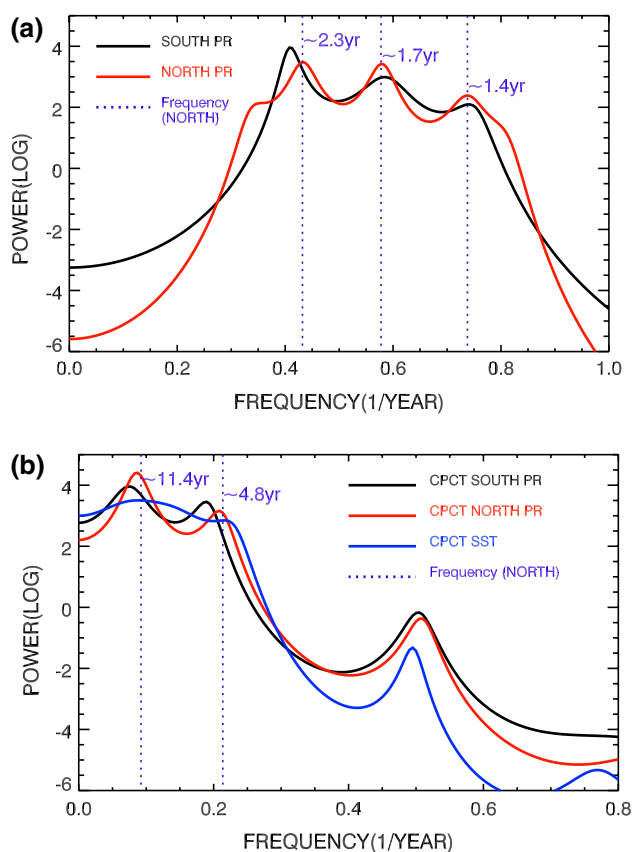 (a)
SOUTH PR
NORTH PR
Frequency
(NORTH)
~2.3yr
~1.7yr
~1.4yr
POWER(LOG)
4
2
0
-2
-4
-6
0.0 0.2 0.4 0.6 0.8 1.0
FREQUENCY(1/YEAR)
(b)
CPCT SOUTH PR
CPCT NORTH PR
CPCT SST
Frequency (NORTH)
~11.4yr
~4.8yr
POWER(LOG)
4
2
0
-2
-4
-6
0.0 0.2 0.4 0.6 0.8
FREQUENCY(1/YEAR)